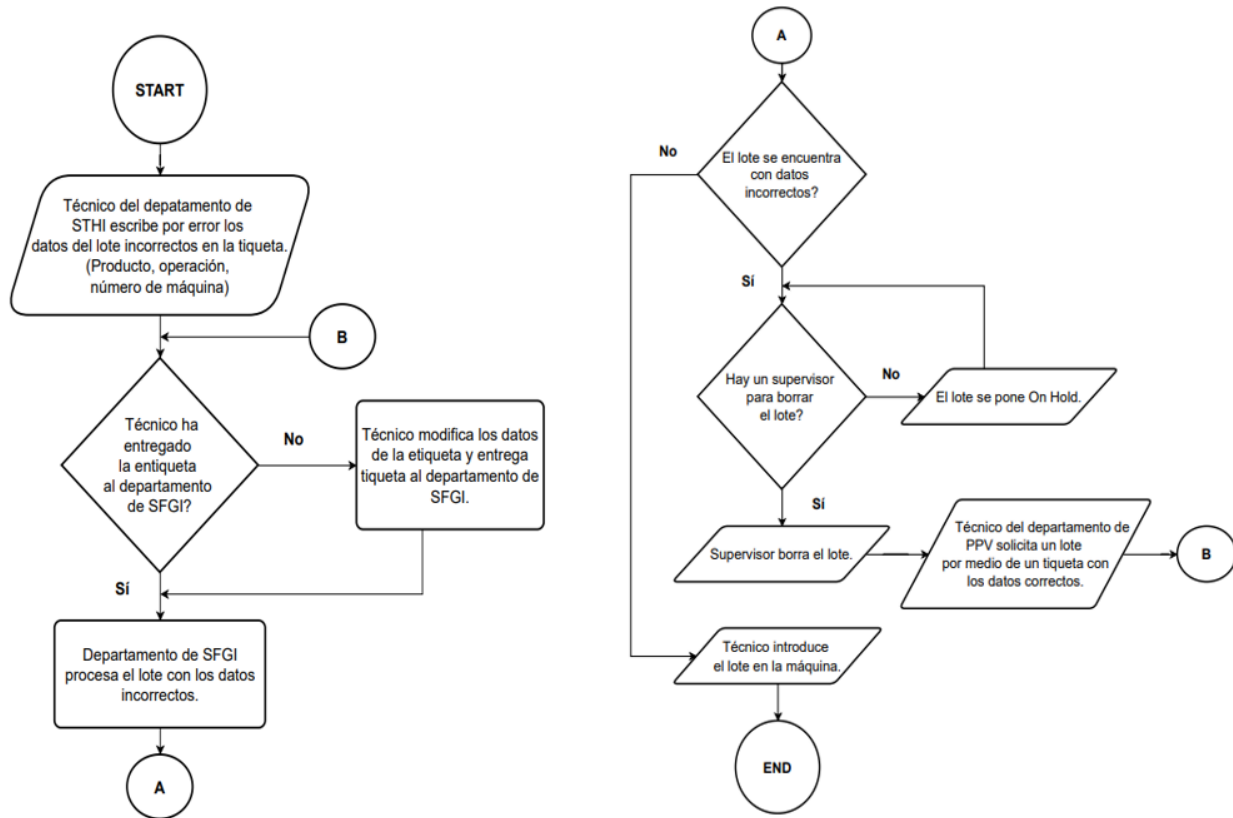 START
Técnico del depatamento de
STHI escribe por error los
datos del lote incorrectos en la tiqueta.
(Producto, operación,
número de máquina)
B
Técnico ha
entregado
la entiqueta
al departamento
de SFGI?
No
Técnico modifica los datos
de la etiqueta y entrega
tiqueta al departamento de
SFGI.
Sí
Departamento de SFGI
procesa el lote con los datos
incorrectos.
A
A
El lote se encuentra
con datos
incorrectos?
No
Sí
Hay un supervisor
para borrar
el lote?
No
El lote se pone On Hold.
Sí
Supervisor borra el lote.
Técnico del departamento de
PPV solicita un lote
por medio de un tiqueta con
los datos correctos.
B
Técnico introduce
el lote en la máquina.
END